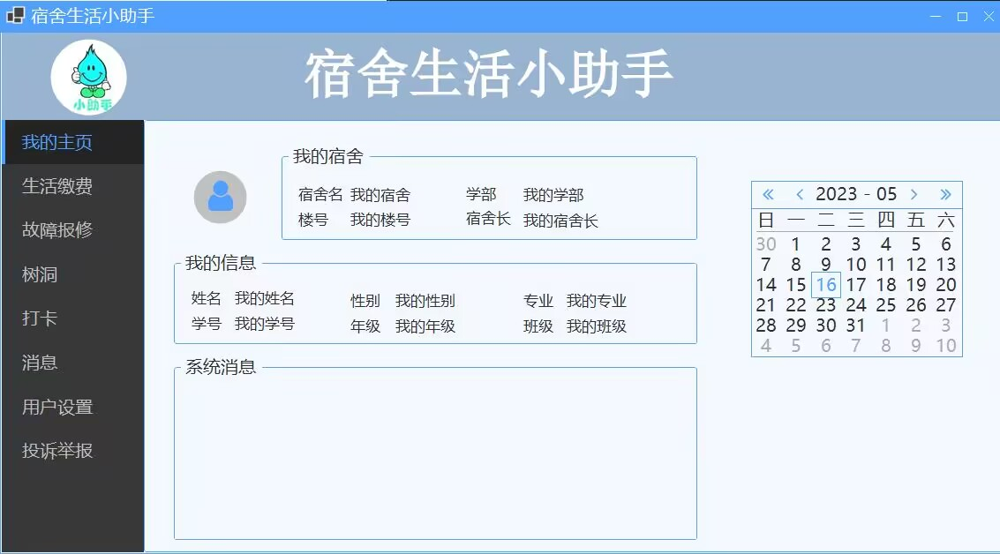 宿舍生活小助手
小助手
宿舍生活小助手
我的主页
生活缴费
故障报修
树洞
打卡
消息
用户设置
投诉举报
我的宿舍
宿舍名 我的宿舍 学部 我的学部
楼号 我的楼号 宿舍长 我的宿舍长
我的信息
姓名 我的姓名 性别 我的性别 专业 我的专业
学号 我的学号 年级 我的年级 班级 我的班级
系统消息
« ‹ 2023 - 05 › »
日 一 二 三 四 五 六
30 1 2 3 4 5 6
7 8 9 10 11 12 13
14 15 16 17 18 19 20
21 22 23 24 25 26 27
28 29 30 31 1 2 3
4 5 6 7 8 9 10